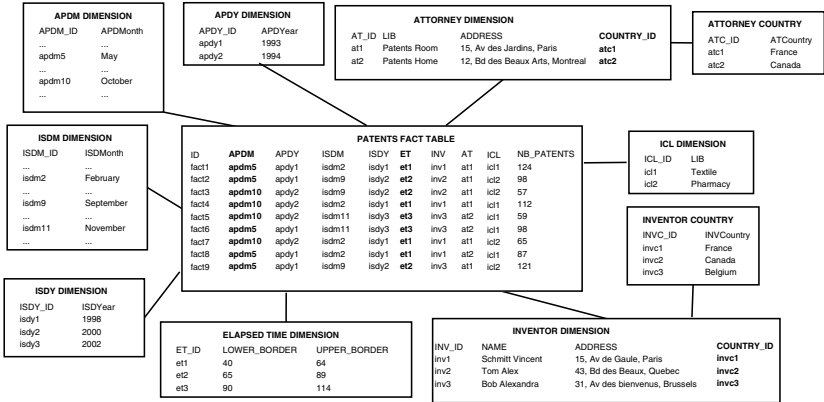 APDM DIMENSION
APDM_ID APDMonth
... ...
apdm5 May
... ...
apdm10 October
... ...
APDY DIMENSION
APDY_ID APDYear
apdy1 1993
apdy2 1994
ATTORNEY DIMENSION
AT_ID LIB ADDRESS COUNTRY_ID
at1 Patents Room 15, Av des Jardins, Paris atc1
at2 Patents Home 12, Bd des Beaux Arts, Montreal atc2
ATTORNEY COUNTRY
ATC_ID ATCountry
atc1 France
atc2 Canada
ISDM DIMENSION
ISDM_ID ISDMonth
... ...
isdm2 February
... ...
isdm9 September
... ...
isdm11 November
... ...
PATENTS FACT TABLE
ID APDM APDY ISDM ISDY ET INV AT ICL NB_PATENTS
fact1 apdm5 apdy1 isdm2 isdy1 et1 inv1 at1 icl1 124
fact2 apdm5 apdy1 isdm9 isdy2 et2 inv2 at1 icl2 98
fact3 apdm10 apdy2 isdm9 isdy2 et2 inv2 at1 icl2 57
fact4 apdm10 apdy2 isdm2 isdy1 et1 inv1 at1 icl1 112
fact5 apdm10 apdy2 isdm11 isdy3 et3 inv3 at2 icl1 59
fact6 apdm5 apdy1 isdm11 isdy3 et3 inv3 at2 icl1 98
fact7 apdm10 apdy2 isdm2 isdy1 et1 inv1 at1 icl2 65
fact8 apdm5 apdy1 isdm2 isdy1 et1 inv1 at2 icl1 87
fact9 apdm5 apdy1 isdm9 isdy2 et2 inv3 at1 icl2 121
ICL DIMENSION
ICL_ID LIB
icl1 Textile
icl2 Pharmacy
INVENTOR COUNTRY
INVC_ID INVCountry
invc1 France
invc2 Canada
invc3 Belgium
ISDY DIMENSION
ISDY_ID ISDYear
isdy1 1998
isdy2 2000
isdy3 2002
ELAPSED TIME DIMENSION
ET_ID LOWER_BORDER UPPER_BORDER
et1 40 64
et2 65 89
et3 90 114
INVENTOR DIMENSION
INV_ID NAME ADDRESS COUNTRY_ID
inv1 Schmitt Vincent 15, Av de Gaule, Paris invc1
inv2 Tom Alex 43, Bd des Beaux, Quebec invc2
inv3 Bob Alexandra 31, Av des bienvenus, Brussels invc3